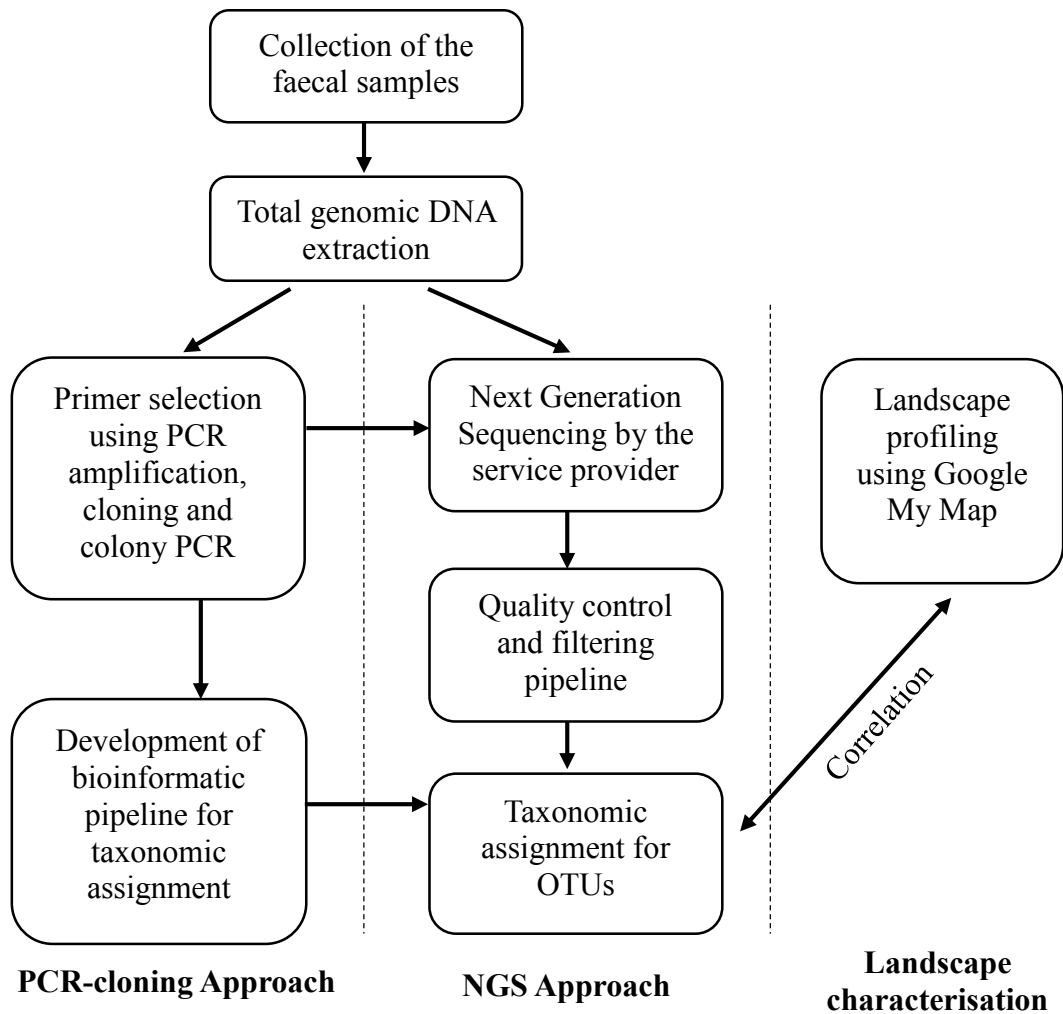 Collection of the
faecal samples
Total genomic DNA
extraction
Primer selection
using PCR
amplification,
cloning and
colony PCR
Next Generation
Sequencing by the
service provider
Landscape
profiling
using Google
My Map
Quality control
and filtering
pipeline
Development of
bioinformatic
pipeline for
taxonomic
assignment
Taxonomic
assignment for
OTUs
Correlation
PCR-cloning Approach
NGS Approach
Landscape
characterisation